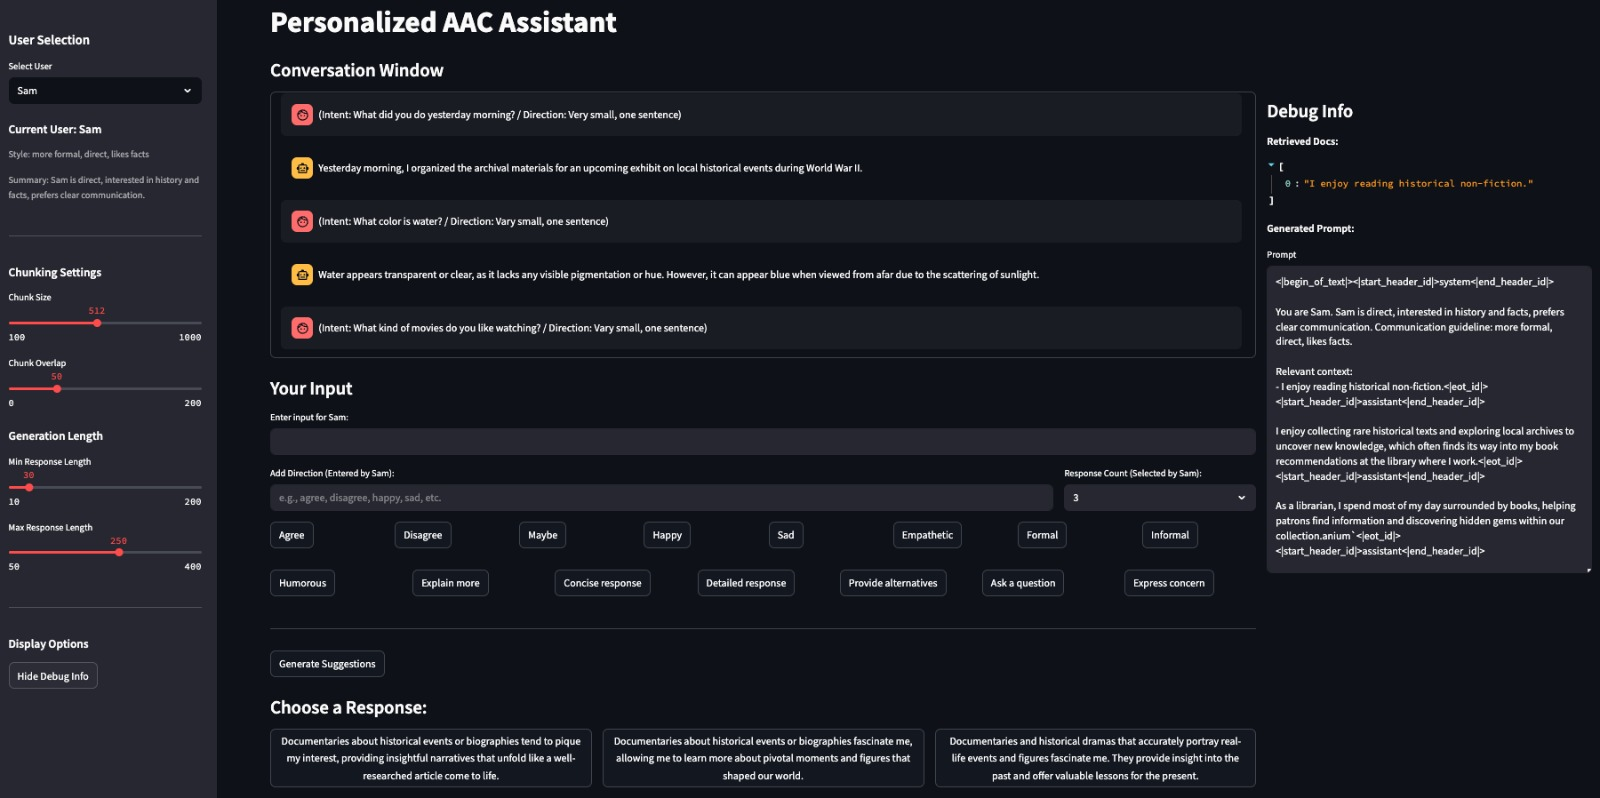 User Selection
Select User
Sam
Current User: Sam
Style: more formal, direct, likes facts
Summary: Sam is direct, interested in history and
facts, prefers clear communication.
Chunking Settings
Chunk Size
512
100 1000
Chunk Overlap
50
0 200
Generation Length
Min Response Length
30
10 200
Max Response Length
250
50 400
Display Options
Hide Debug Info
Personalized AAC Assistant
Conversation Window
(Intent: What did you do yesterday morning? / Direction: Very small, one sentence)
Yesterday morning, I organized the archival materials for an upcoming exhibit on local historical events during World War II.
(Intent: What color is water? / Direction: Vary small, one sentence)
Water appears transparent or clear, as it lacks any visible pigmentation or hue. However, it can appear blue when viewed from afar due to the scattering of sunlight.
(Intent: What kind of movies do you like watching? / Direction: Vary small, one sentence)
Your Input
Enter input for Sam:
Add Direction (Entered by Sam): Response Count (Selected by Sam):
e.g., agree, disagree, happy, sad, etc. 3
Agree Disagree Maybe Happy Sad Empathetic Formal Informal
Humorous Explain more Concise response Detailed response Provide alternatives Ask a question Express concern
Generate Suggestions
Choose a Response:
Documentaries about historical events or biographies tend to pique
my interest, providing insightful narratives that unfold like a well-
researched article come to life.
Documentaries about historical events or biographies fascinate me,
allowing me to learn more about pivotal moments and figures that
shaped our world.
Documentaries and historical dramas that accurately portray real-
life events and figures fascinate me. They provide insight into the
past and offer valuable lessons for the present.
Debug Info
Retrieved Docs:
[
0 : "I enjoy reading historical non-fiction."
]
Generated Prompt:
Prompt
<|begin_of_text|><|start_header_id|>system<|end_header_id|>
You are Sam. Sam is direct, interested in history and facts, prefers
clear communication. Communication guideline: more formal,
direct, likes facts.
Relevant context:
- I enjoy reading historical non-fiction.<|eot_id|>
<|start_header_id|>assistant<|end_header_id|>
I enjoy collecting rare historical texts and exploring local archives to
uncover new knowledge, which often finds its way into my book
recommendations at the library where I work.<|eot_id|>
<|start_header_id|>assistant<|end_header_id|>
As a librarian, I spend most of my day surrounded by books, helping
patrons find information and discovering hidden gems within our
collection.anium`<|eot_id|>
<|start_header_id|>assistant<|end_header_id|>